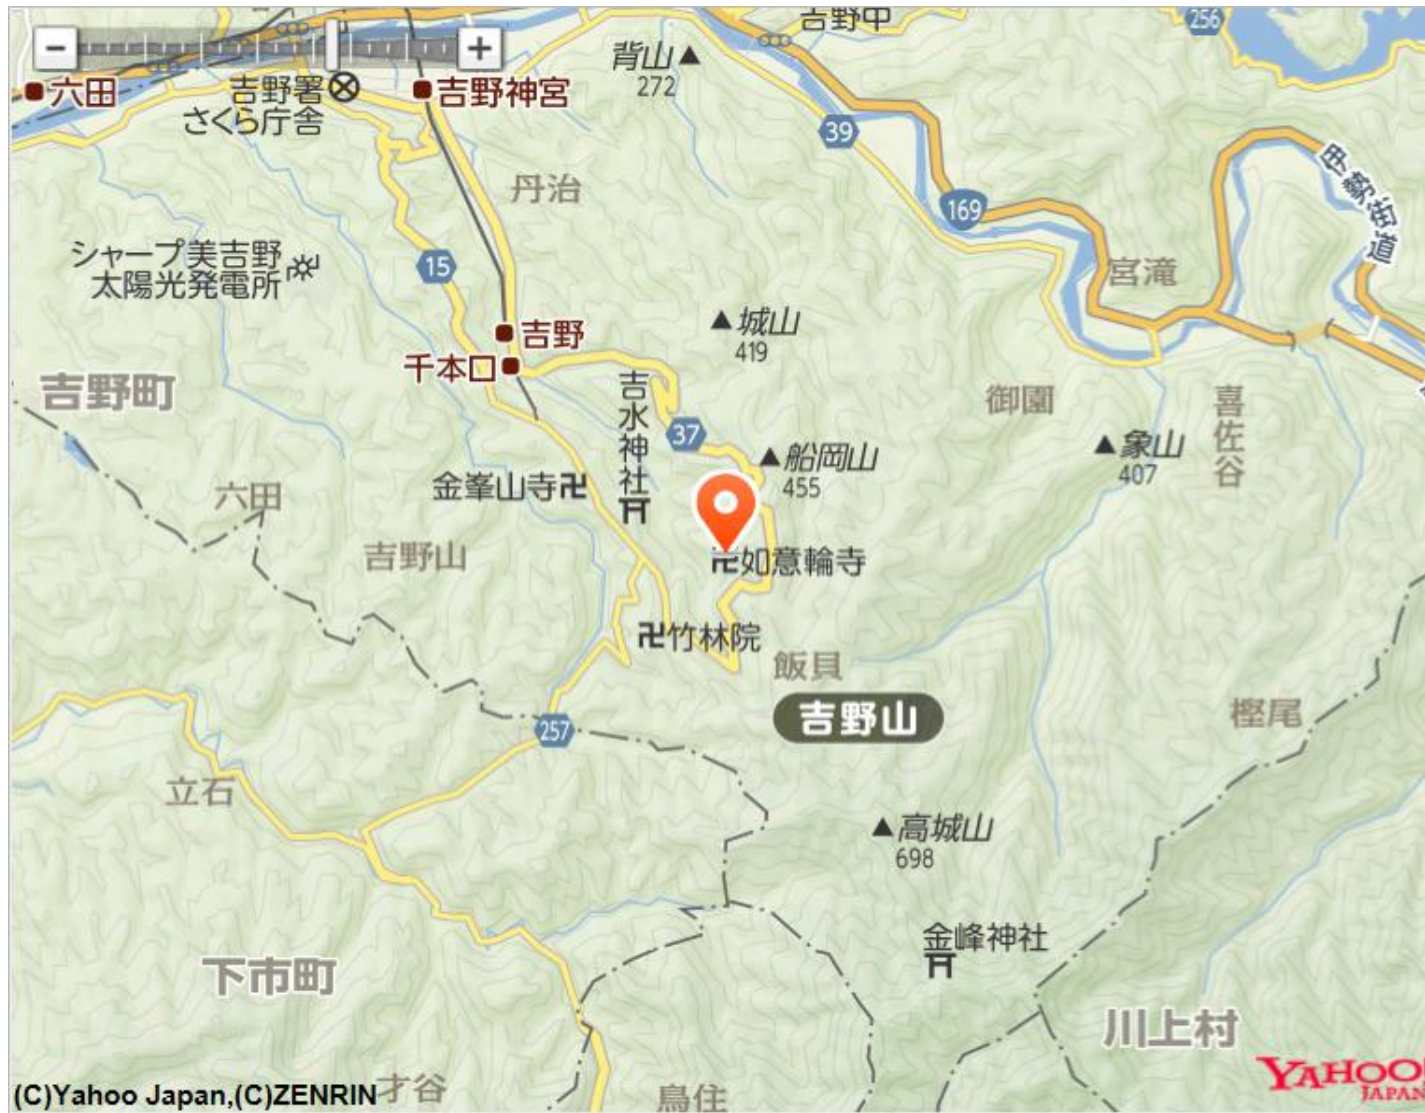 吉野中
256
背山
272
六田
吉野署
さくら庁舎
吉野神宮
39
伊勢街道
丹治
169
シャープ美吉野
太陽光発電所
15
宮滝
城山
419
吉野
千本口
吉野町
吉水神社
御園
喜佐谷
37
船岡山
455
象山
407
金峯山寺
六田
吉野山
如意輪寺
竹林院
飯貝
吉野山
樫尾
257
立石
高城山
698
金峰神社
下市町
川上村
YAHOO!
JAPAN
(C)Yahoo Japan,(C)ZENRIN
才谷
鳥住